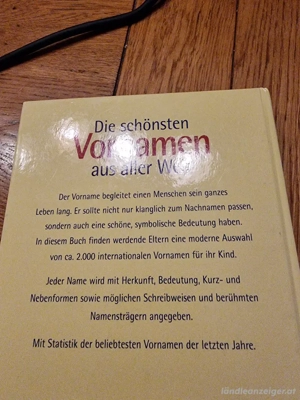 Die schönsten
Vornamen
aus aller Welt
Der Vorname begleitet einen Menschen sein ganzes
Leben lang. Er sollte nicht nur klanglich zum Nachnamen passen,
sondern auch eine schöne, symbolische Bedeutung haben.
In diesem Buch finden werdende Eltern eine moderne Auswahl
von ca. 2.000 internationalen Vornamen für ihr Kind.
Jeder Name wird mit Herkunft, Bedeutung, Kurz- und
Nebenformen sowie möglichen Schreibweisen und berühmten
Namensträgern angegeben.
Mit Statistik der beliebtesten Vornamen der letzten Jahre.
ländleanzeiger.at